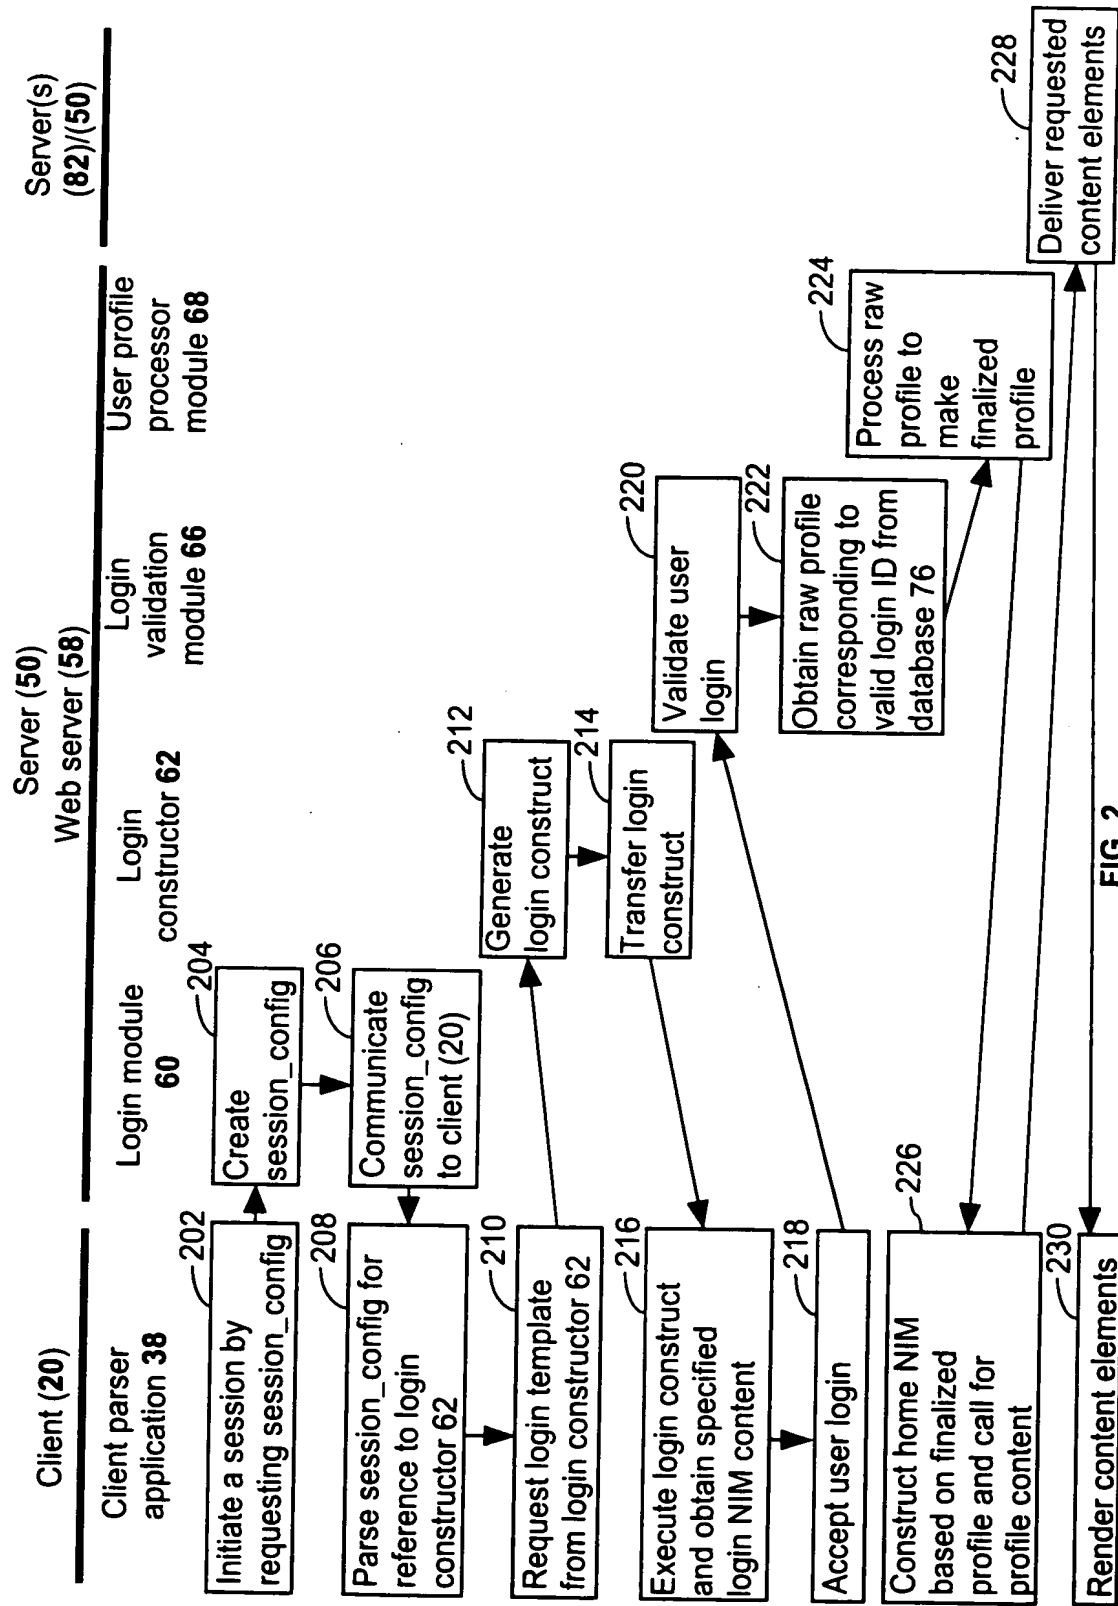 Client (20)
Server (50)
Web server (58)
Server(s)
(82)/(50)
Client parser
application 38
Login module
60
Login
constructor 62
Login
validation
module 66
User profile
processor
module 68
202
Initiate a session by
requesting session_config
204
Create
session_config
206
Communicate
session_config
to client (20)
208
Parse session_config for
reference to login
constructor 62
210
Request login template
from login constructor 62
212
Generate
login construct
214
Transfer login
construct
216
Execute login construct
and obtain specified
login NIM content
218
Accept user login
220
Validate user
login
222
Obtain raw profile
corresponding to
valid login ID from
database 76
224
Process raw
profile to
make
finalized
profile
226
Construct home NIM
based on finalized
profile and call for
profile content
228
Deliver requested
content elements
230
Render content elements
FIG. 2